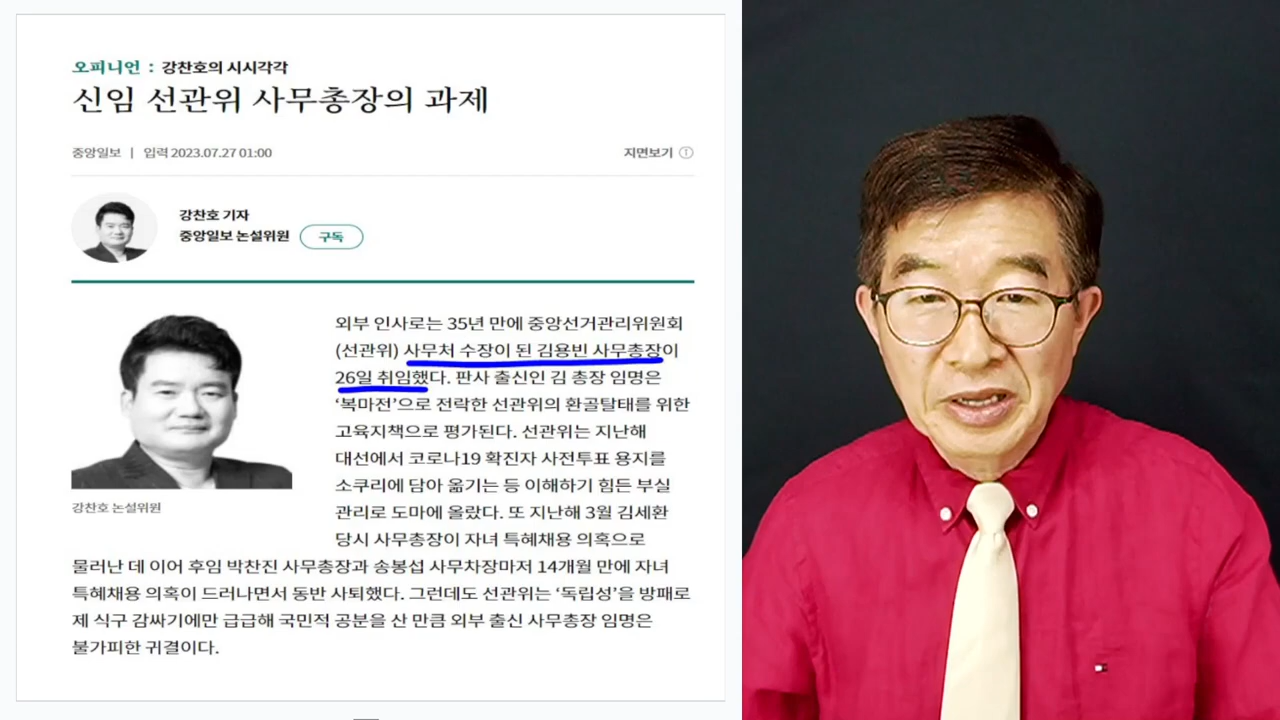 오피니언 : 강찬호의 시시각각
신임 선관위 사무총장의 과제
중앙일보 | 입력 2023.07.27 01:00
지면보기
강찬호 기자
중앙일보 논설위원
구독
외부 인사로는 35년 만에 중앙선거관리위원회
(선관위) 사무처 수장이 된 김용빈 사무총장이
26일 취임했다. 판사 출신인 김 총장 임명은
‘복마전’으로 전락한 선관위의 환골탈태를 위한
고육지책으로 평가된다. 선관위는 지난해
대선에서 코로나19 확진자 사전투표 용지를
소쿠리에 담아 옮기는 등 이해하기 힘든 부실
관리로 도마에 올랐다. 또 지난해 3월 김세환
당시 사무총장이 자녀 특혜채용 의혹으로
강찬호 논설위원
물러난 데 이어 후임 박찬진 사무총장과 송봉섭 사무차장마저 14개월 만에 자녀
특혜채용 의혹이 드러나면서 동반 사퇴했다. 그런데도 선관위는 ‘독립성’을 방패로
제 식구 감싸기에만 급급해 국민적 공분을 산 만큼 외부 출신 사무총장 임명은
불가피한 귀결이다.